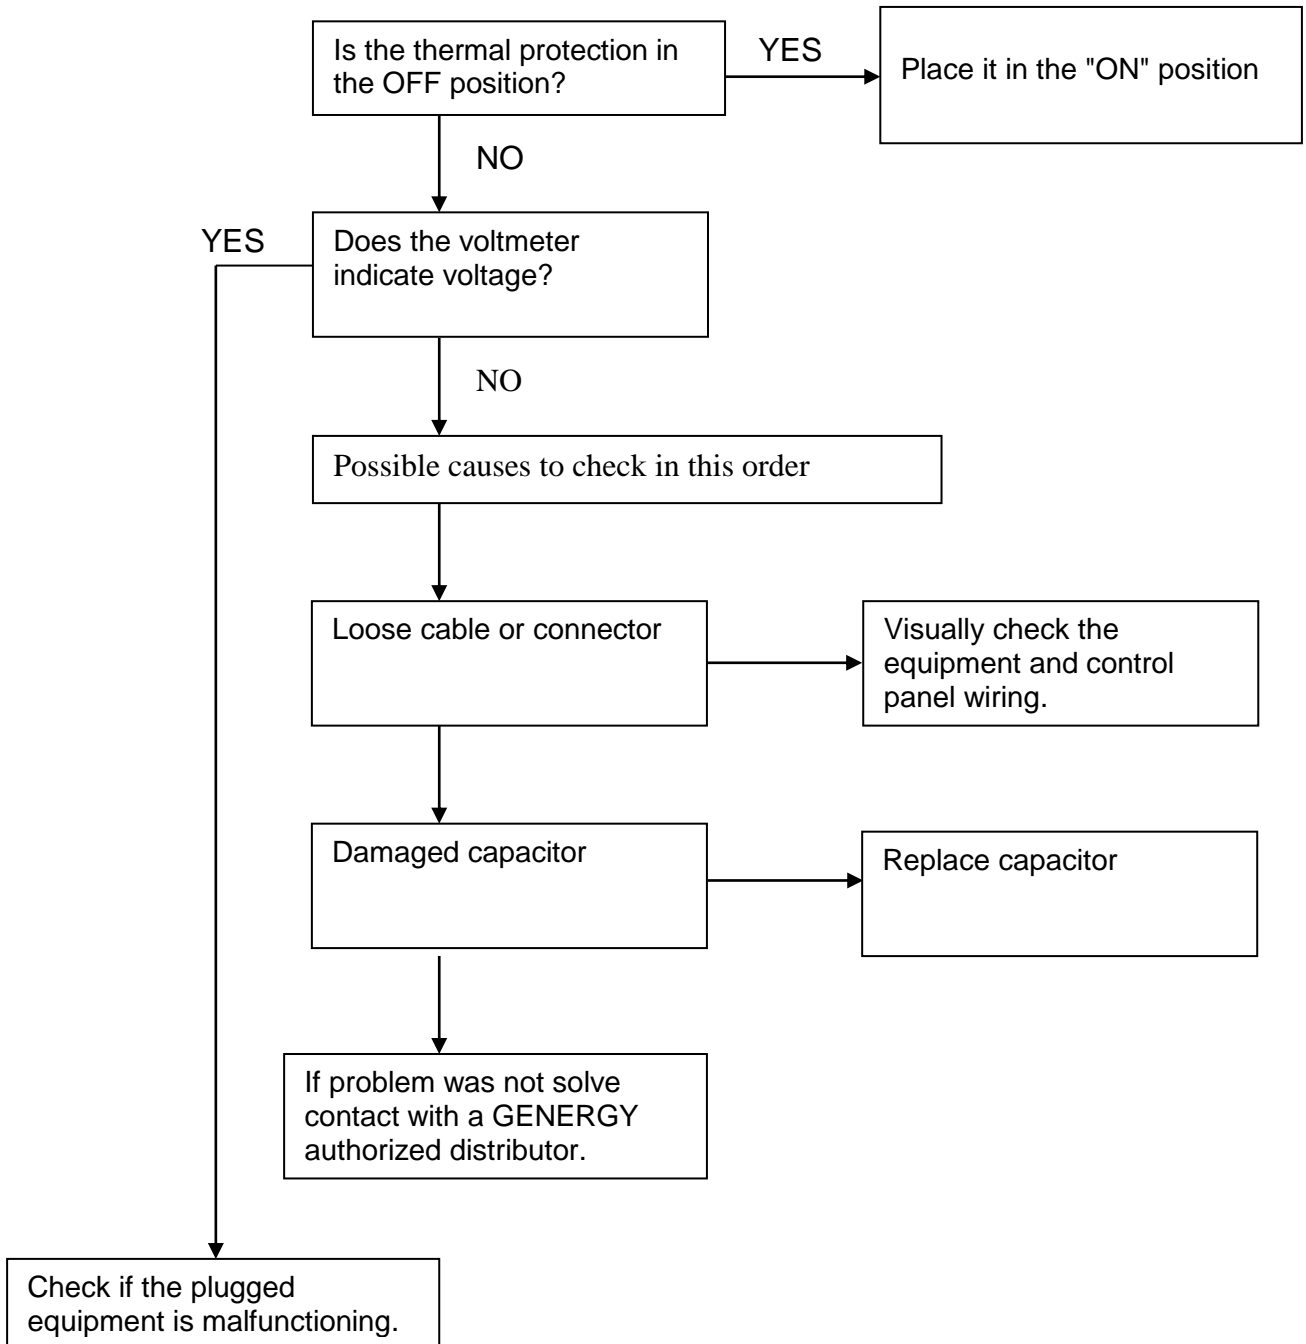 Is the thermal protection in
the OFF position?
YES
Place it in the "ON" position
NO
YES
Does the voltmeter
indicate voltage?
NO
Possible causes to check in this order
Loose cable or connector
Visually check the
equipment and control
panel wiring.
Damaged capacitor
Replace capacitor
If problem was not solve
contact with a GENERGY
authorized distributor.
Check if the plugged
equipment is malfunctioning.